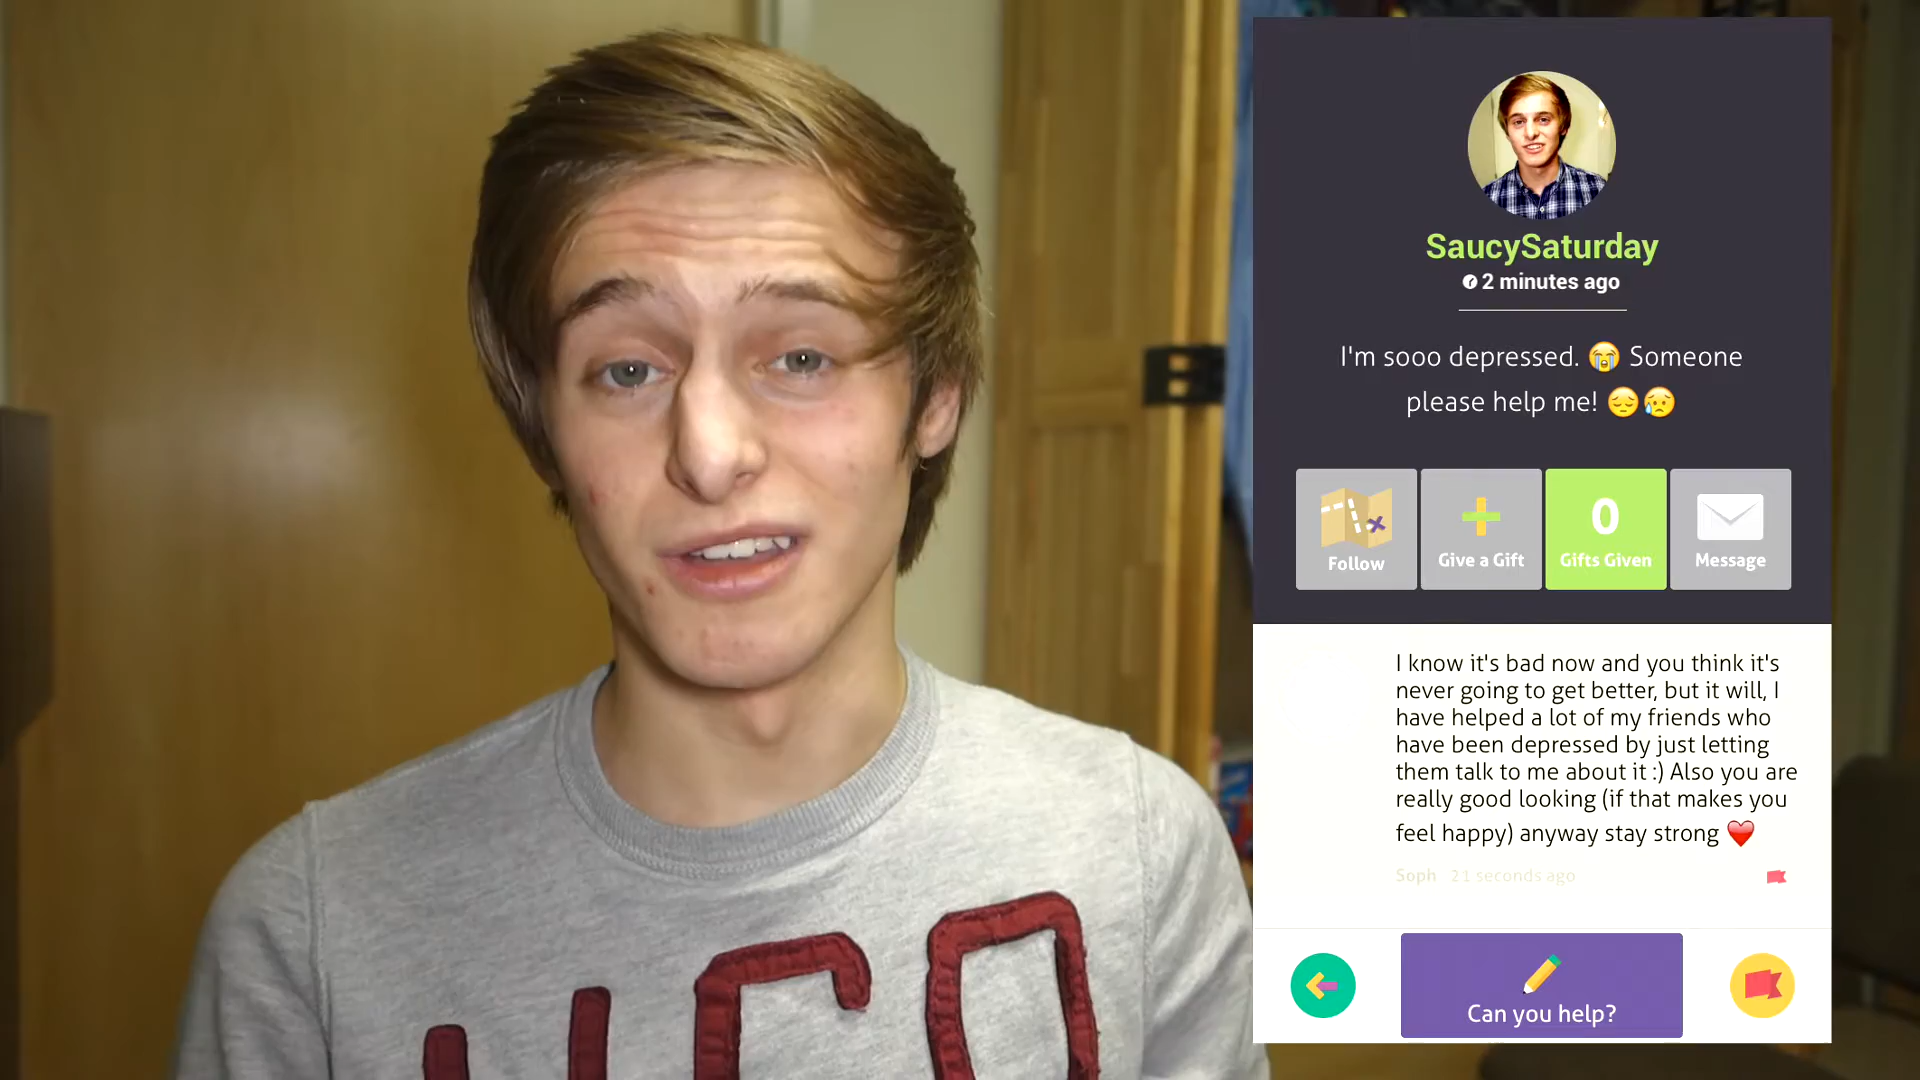 SaucySaturday
2 minutes ago
I'm sooo depressed. 😭 Someone
please help me! 😔😥
Follow
Give a Gift
0
Gifts Given
Message
I know it's bad now and you think it's
never going to get better, but it will, I
have helped a lot of my friends who
have been depressed by just letting
them talk to me about it :) Also you are
really good looking (if that makes you
feel happy) anyway stay strong ❤️
Soph 21 seconds ago
Can you help?